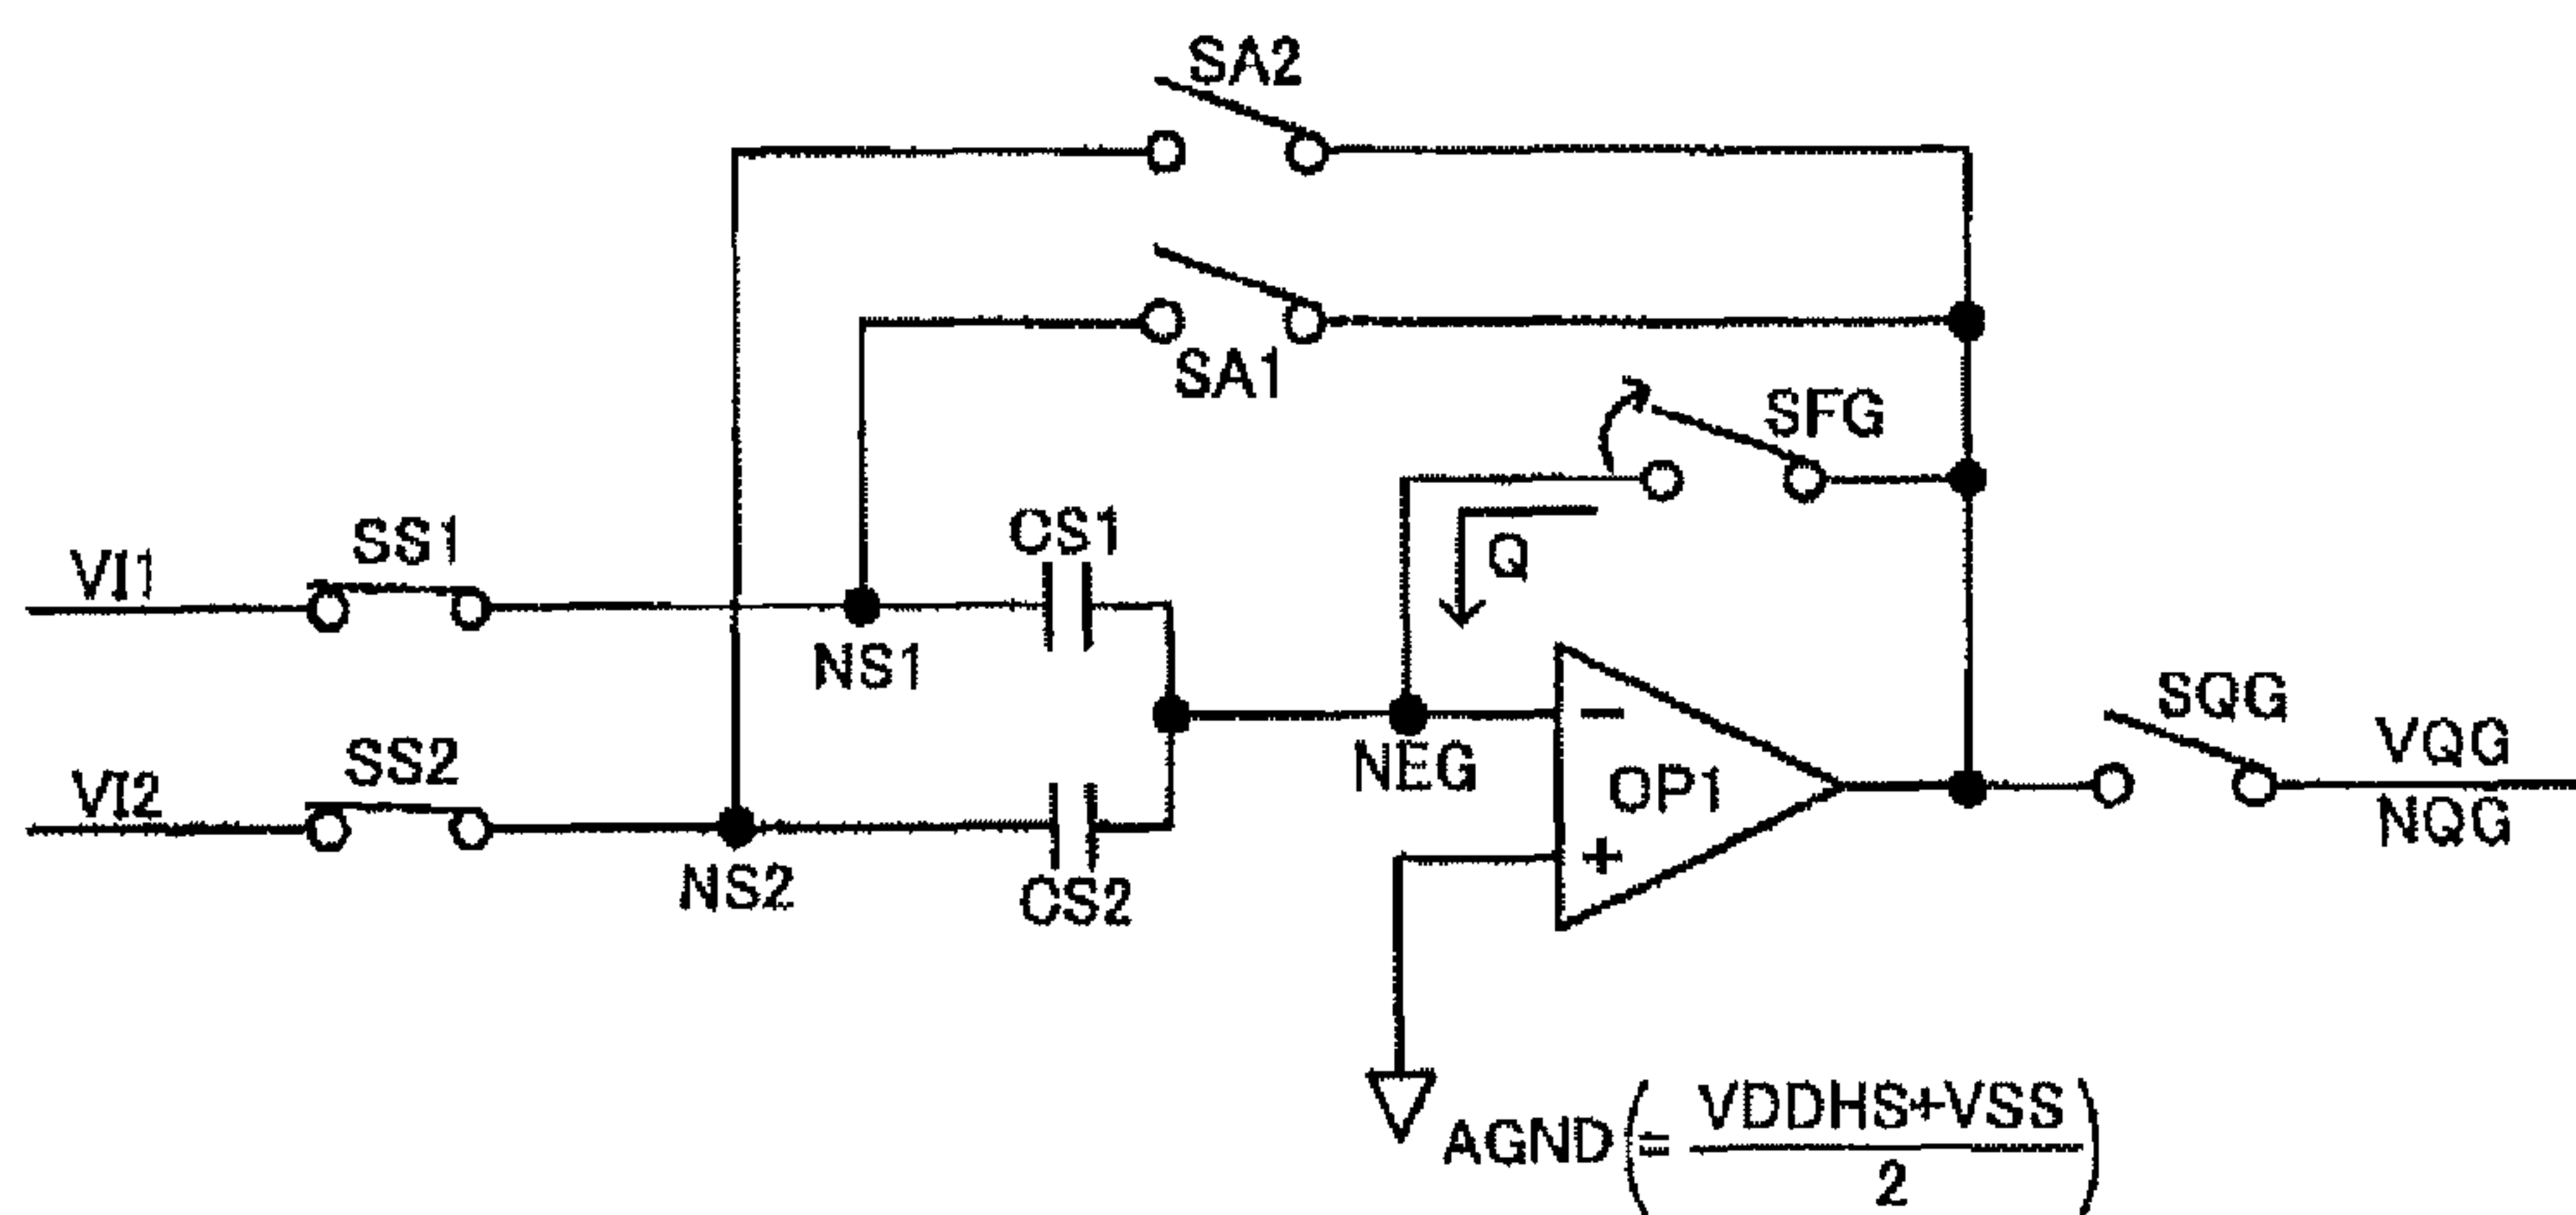 SA2
SA1
SFG
Q
SS1
VI1
CS1
NS1
SS2
VI2
NS2
CS2
NEG
−
OP1
+
SQG
VQG
NQG
AGND(= VDDHS+VSS
2 )